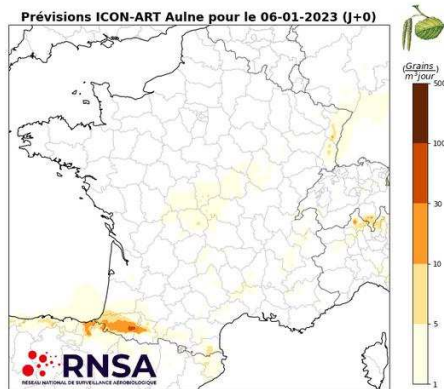 Prévisions ICON-ART Aulne pour le 06-01-2023 (J+0)
Grains
m³jour
500
100
30
10
5
1
RNSA
RÉSEAU NATIONAL DE SURVEILLANCE AÉROBIOLOGIQUE